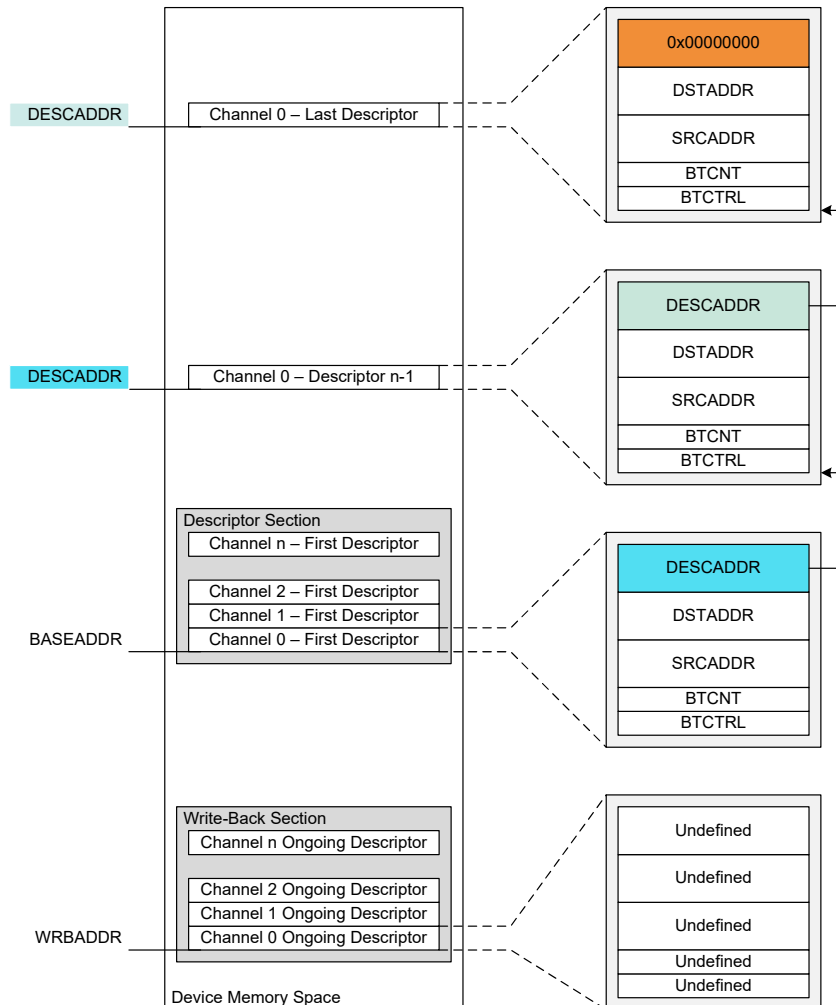 0x00000000
DSTADDR
DESCADDR
Channel 0 – Last Descriptor
SRCADDR
BTCNT
BTCTRL
DESCADDR
DSTADDR
DESCADDR
Channel 0 – Descriptor n-1
SRCADDR
BTCNT
BTCTRL
Descriptor Section
Channel n – First Descriptor
DESCADDR
Channel 2 – First Descriptor
Channel 1 – First Descriptor
DSTADDR
BASEADDR
Channel 0 – First Descriptor
SRCADDR
BTCNT
BTCTRL
Write-Back Section
Channel n Ongoing Descriptor
Undefined
Channel 2 Ongoing Descriptor
Undefined
Channel 1 Ongoing Descriptor
WRBADDR
Channel 0 Ongoing Descriptor
Undefined
Undefined
Undefined
Device Memory Space